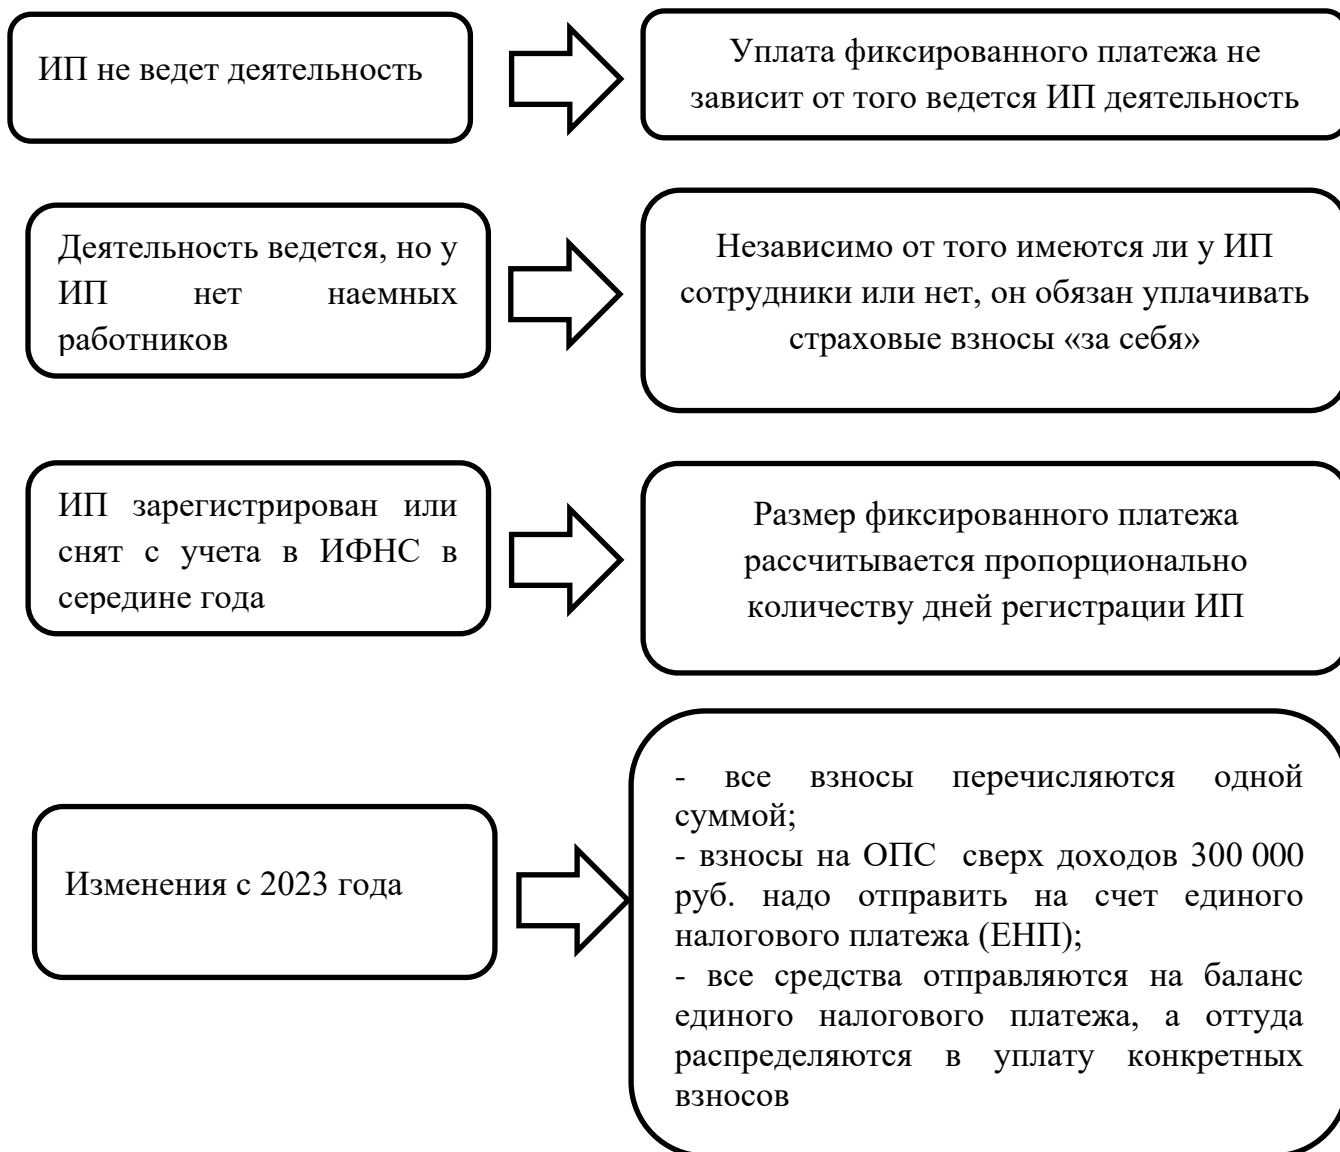 ИП не ведет деятельность
Уплата фиксированного платежа не
зависит от того ведется ИП деятельность
Деятельность ведется, но у
ИП нет наемных
работников
Независимо от того имеются ли у ИП
сотрудники или нет, он обязан уплачивать
страховые взносы «за себя»
ИП зарегистрирован или
снят с учета в ИФНС в
середине года
Размер фиксированного платежа
рассчитывается пропорционально
количеству дней регистрации ИП
Изменения с 2023 года
- все взносы перечисляются одной
суммой;
- взносы на ОПС сверх доходов 300 000
руб. надо отправить на счет единого
налогового платежа (ЕНП);
- все средства отправляются на баланс
единого налогового платежа, а оттуда
распределяются в уплату конкретных
взносов